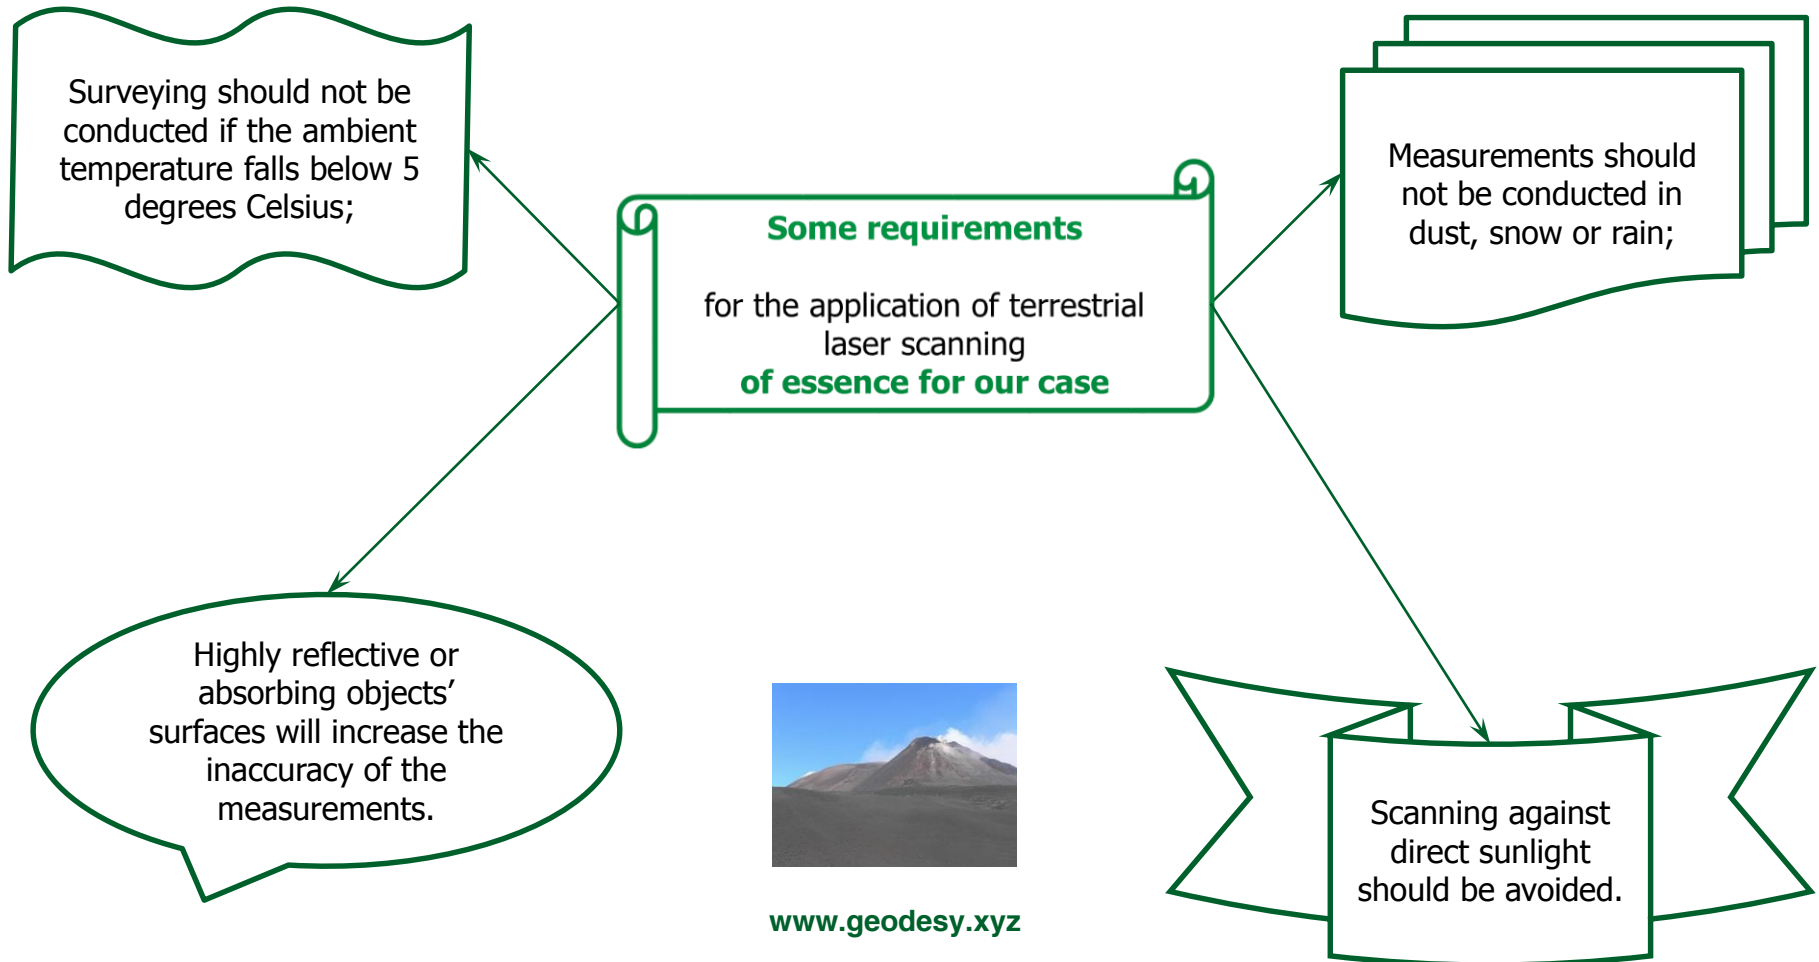 Surveying should not be
conducted if the ambient
temperature falls below 5
degrees Celsius;
Measurements should
not be conducted in
dust, snow or rain;
Some requirements
for the application of terrestrial
laser scanning
of essence for our case
Highly reflective or
absorbing objects’
surfaces will increase the
inaccuracy of the
measurements.
Scanning against
direct sunlight
should be avoided.
www.geodesy.xyz